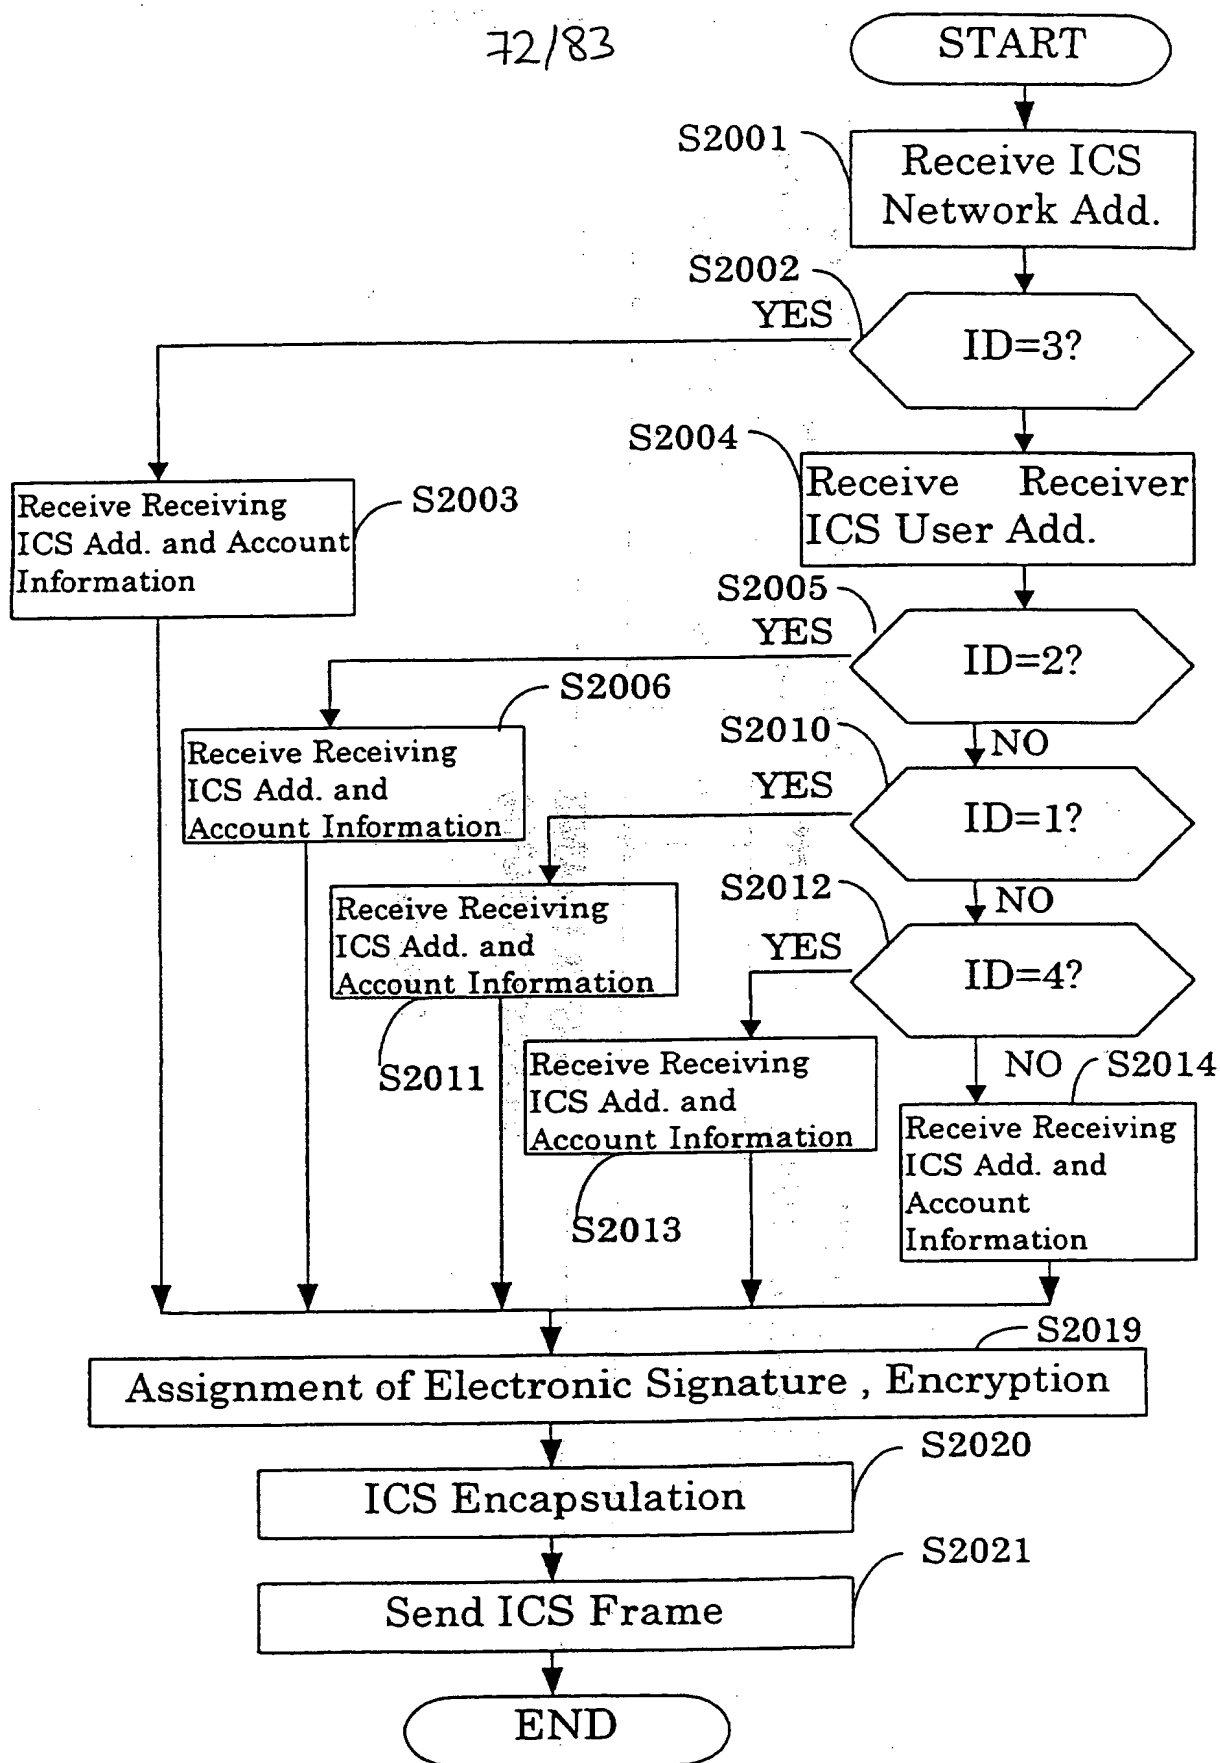 72/83
START
S2001
Receive ICS
Network Add.
S2002
YES
ID=3?
S2004
Receive Receiver
ICS User Add.
S2003
Receive Receiving
ICS Add. and Account
Information
S2005
YES
ID=2?
S2006
Receive Receiving
ICS Add. and
Account Information
NO
S2010
YES
ID=1?
Receive Receiving
ICS Add. and
Account Information
S2011
NO
S2012
YES
ID=4?
Receive Receiving
ICS Add. and
Account Information
S2013
NO
S2014
Receive Receiving
ICS Add. and
Account
Information
S2019
Assignment of Electronic Signature , Encryption
S2020
ICS Encapsulation
S2021
Send ICS Frame
END